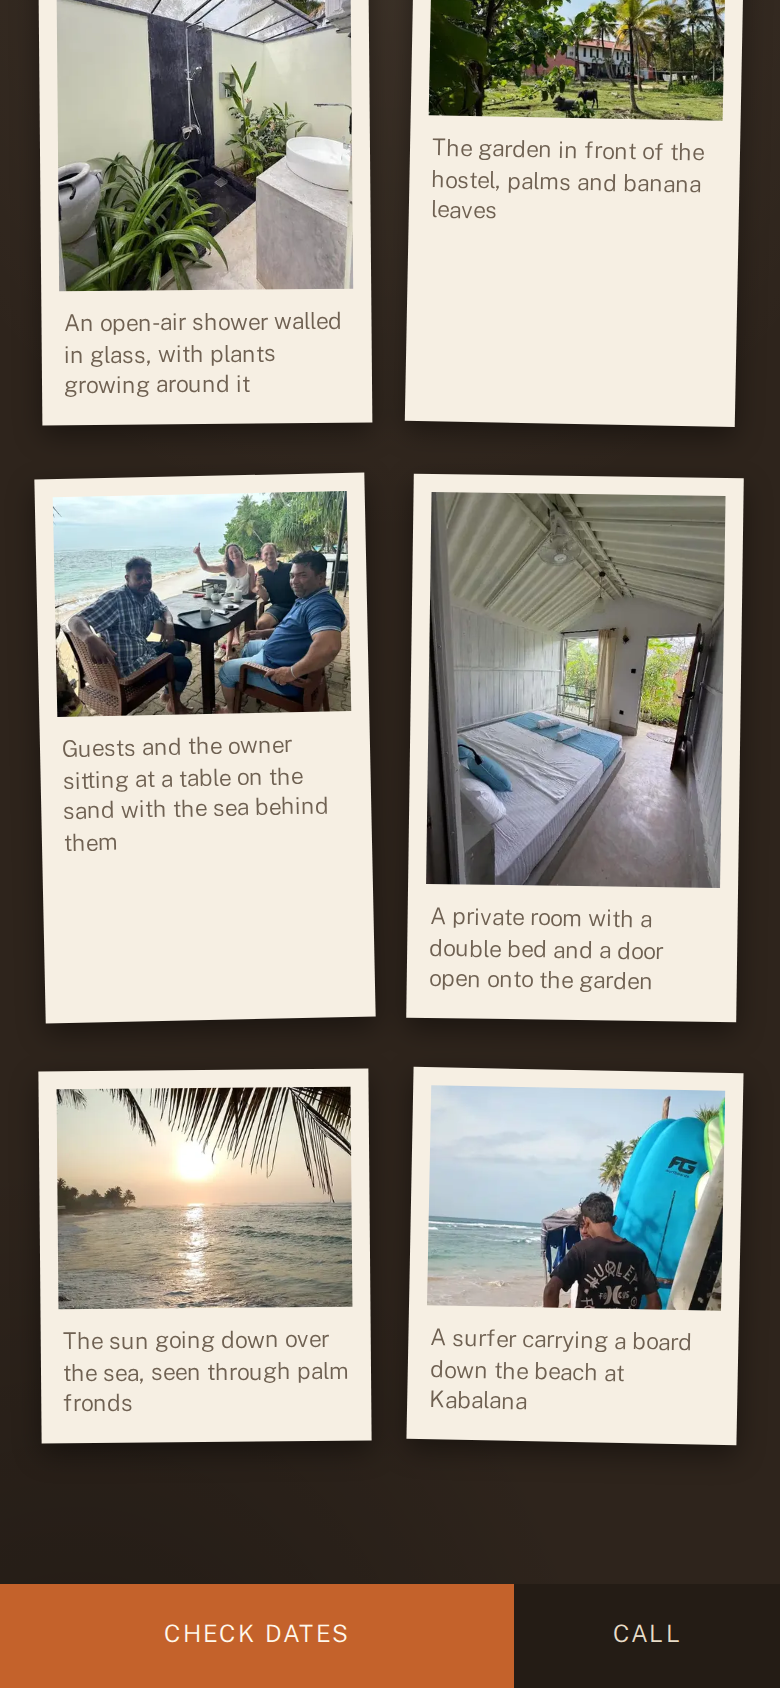 The garden in front of the
hostel, palms and banana
leaves
An open-air shower walled
in glass, with plants
growing around it
Guests and the owner
sitting at a table on the
sand with the sea behind
them
A private room with a
double bed and a door
open onto the garden
The sun going down over
the sea, seen through palm
fronds
FG
HURLEY
A surfer carrying a board
down the beach at
Kabalana
CHECK DATES
CALL